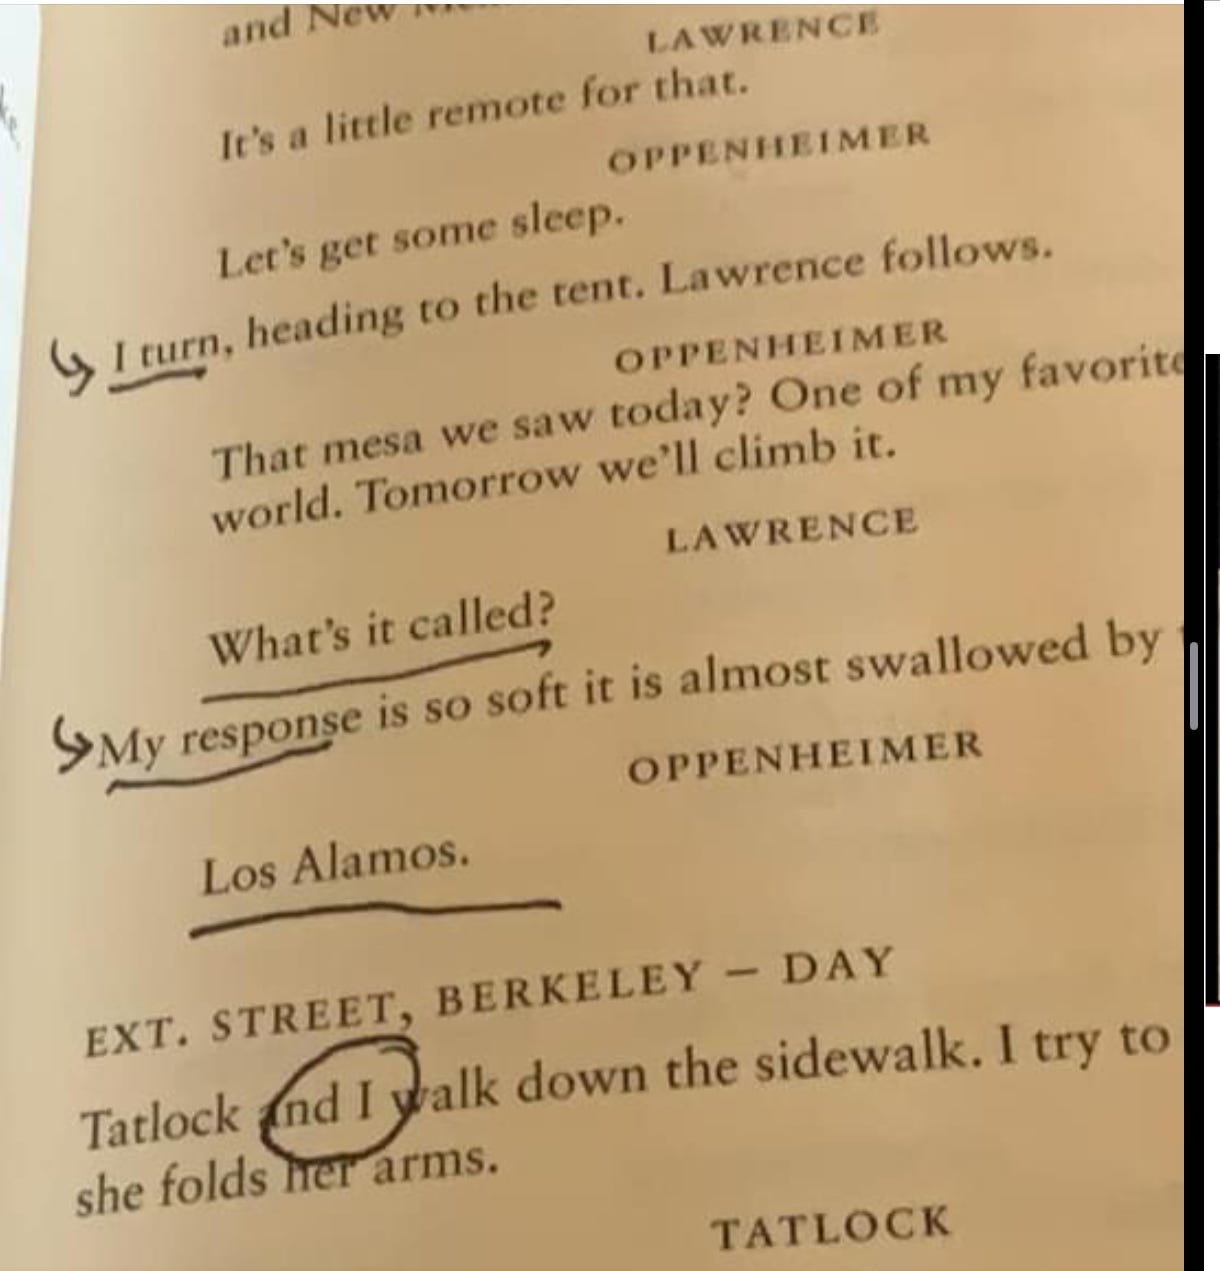 and New
LAWRENCE
It's a little remote for that.
OPPENHEIMER
Let's get some sleep.
I turn, heading to the tent. Lawrence follows.
OPPENHEIMER
That mesa we saw today? One of my favorite
world. Tomorrow we'll climb it.
LAWRENCE
What's it called?
My response is so soft it is almost swallowed by
OPPENHEIMER
Los Alamos.
EXT. STREET, BERKELEY – DAY
Tatlock and I walk down the sidewalk. I try to
she folds her arms.
TATLOCK